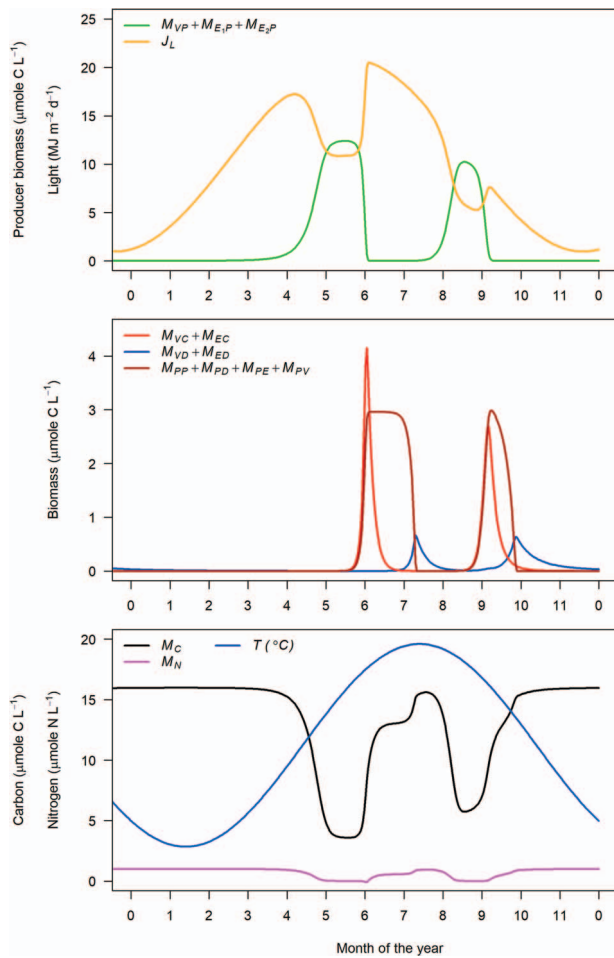 M_VP + M_E₁P + M_E₂P
J_L
Producer biomass (μmole C L⁻¹)
Light (MJ m⁻² d⁻¹)
25
20
15
10
5
0
0 1 2 3 4 5 6 7 8 9 10 11 0
M_VC + M_EC
M_VD + M_ED
M_PP + M_PD + M_PE + M_PV
Biomass (μmole C L⁻¹)
4
3
2
1
0
0 1 2 3 4 5 6 7 8 9 10 11 0
M_C T (°C)
M_N
Carbon (μmole C L⁻¹)
Nitrogen (μmole N L⁻¹)
20
15
10
5
0
0 1 2 3 4 5 6 7 8 9 10 11 0
Month of the year